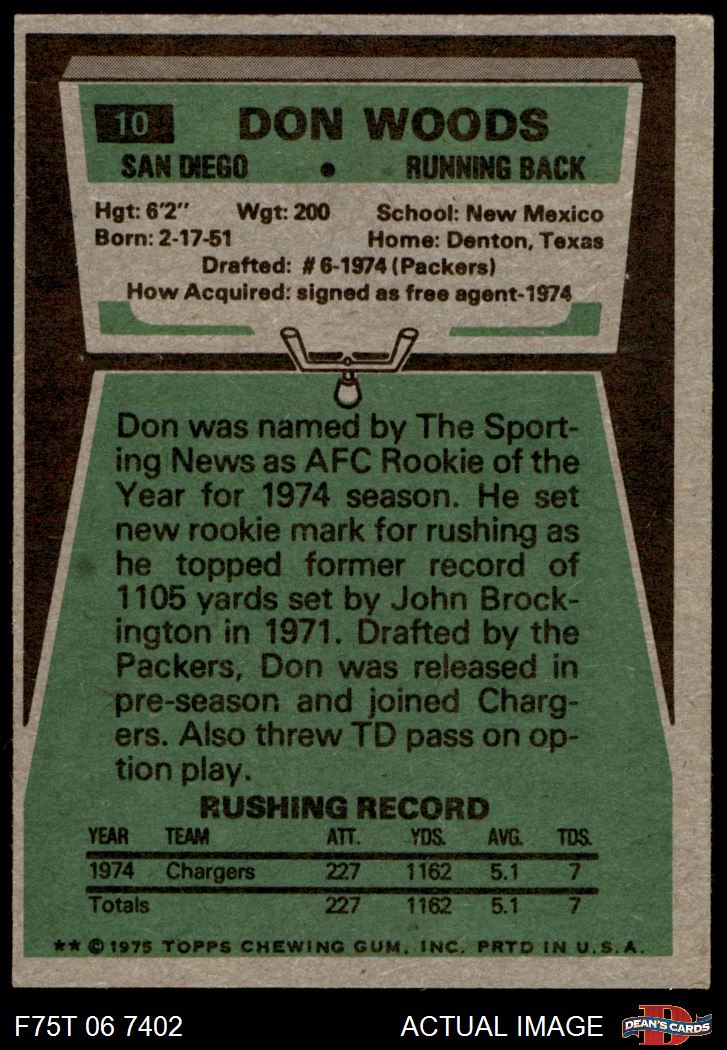 10 DON WOODS
SAN DIEGO • RUNNING BACK
Hgt: 6'2" Wgt: 200 School: New Mexico
Born: 2-17-51 Home: Denton, Texas
Drafted: #6-1974 (Packers)
How Acquired: signed as free agent-1974
Don was named by The Sport-
ing News as AFC Rookie of the
Year for 1974 season. He set
new rookie mark for rushing as
he topped former record of
1105 yards set by John Brock-
ington in 1971. Drafted by the
Packers, Don was released in
pre-season and joined Charg-
ers. Also threw TD pass on op-
tion play.
RUSHING RECORD
YEAR TEAM ATT. YDS. AVG. TDS.
1974 Chargers 227 1162 5.1 7
Totals 227 1162 5.1 7
** © 1975 TOPPS CHEWING GUM, INC. PRTD IN U.S.A.
F75T 06 7402 ACTUAL IMAGE D DEAN'S CARDS